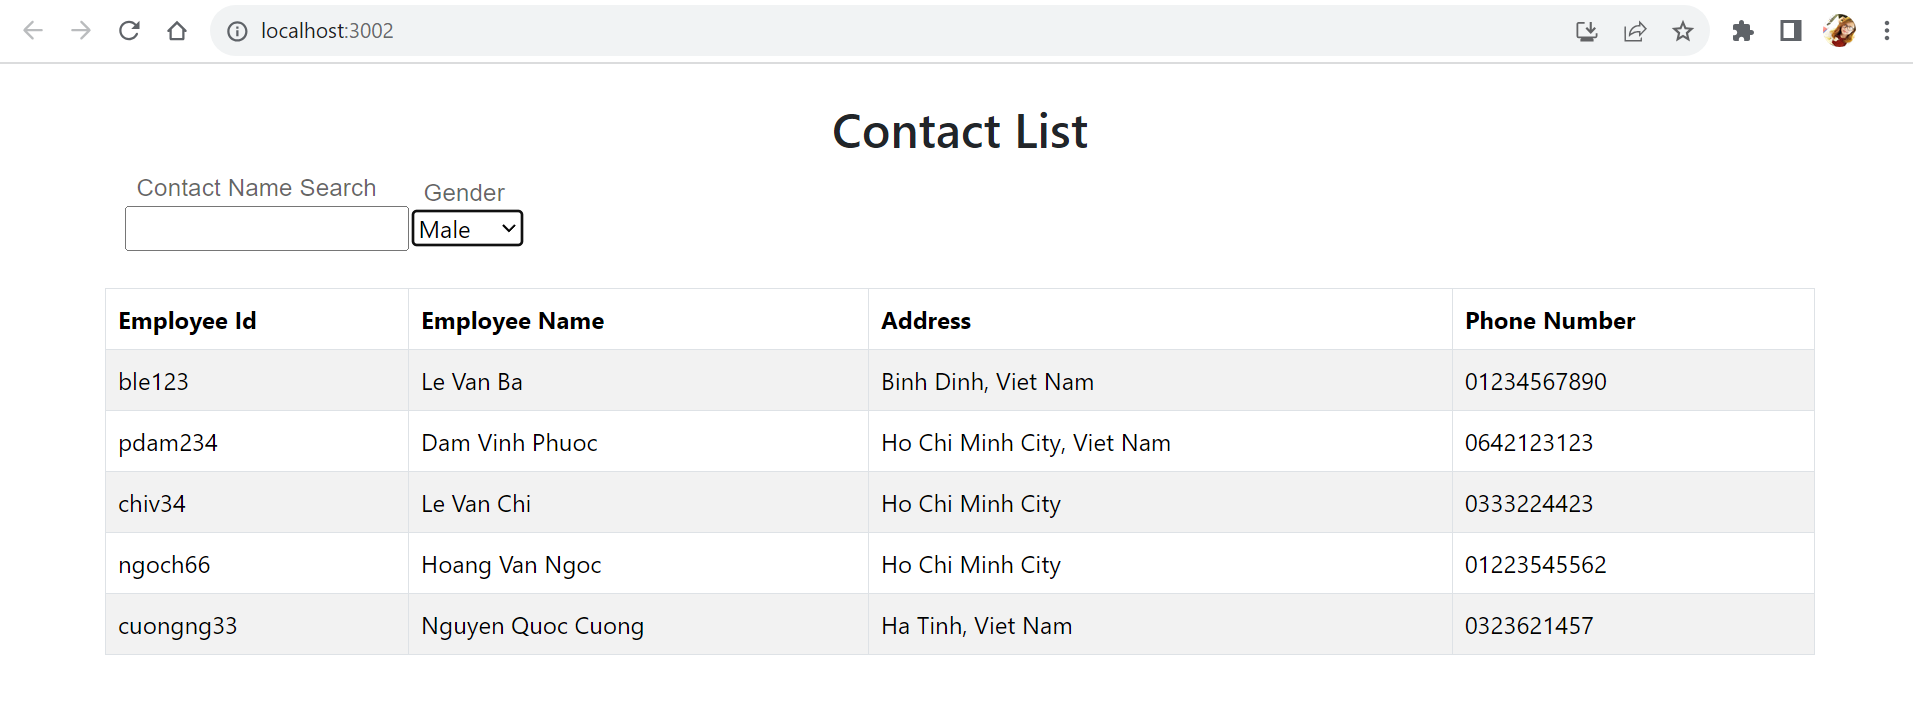 localhost:3002
Contact List
Contact Name Search Gender
Male
Employee Id Employee Name Address Phone Number
ble123 Le Van Ba Binh Dinh, Viet Nam 01234567890
pdam234 Dam Vinh Phuoc Ho Chi Minh City, Viet Nam 0642123123
chiv34 Le Van Chi Ho Chi Minh City 0333224423
ngoch66 Hoang Van Ngoc Ho Chi Minh City 01223545562
cuongng33 Nguyen Quoc Cuong Ha Tinh, Viet Nam 0323621457